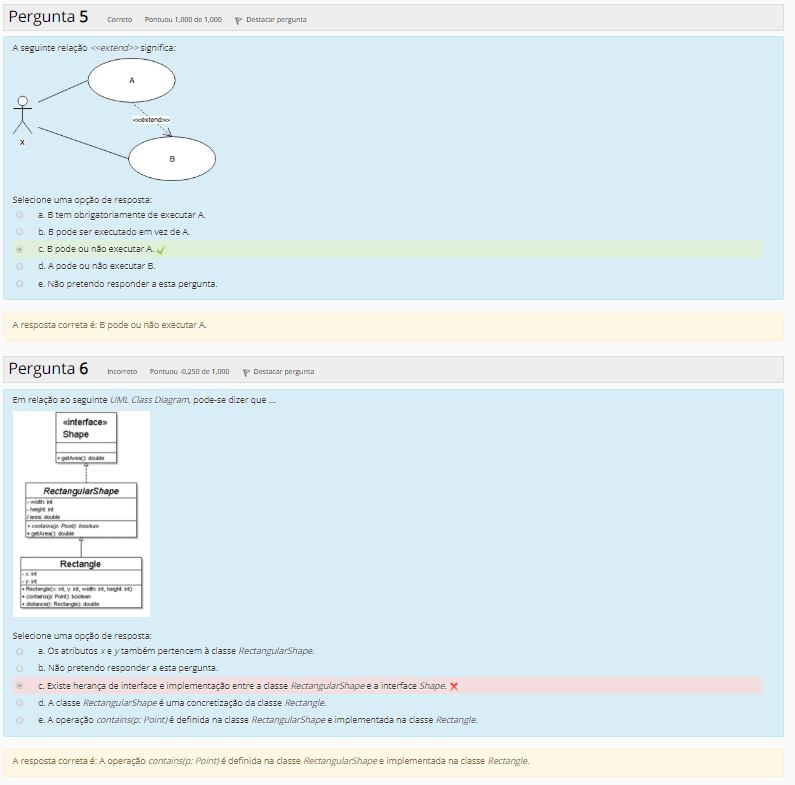 Pergunta 5 Correto Pontuou 1,000 de 1,000 Destacar pergunta
A seguinte relação <<extend>> significa:
A
<<extend>>
X
B
Selecione uma opção de resposta:
a. B tem obrigatoriamente de executar A.
b. B pode ser executado em vez de A.
c. B pode ou não executar A.
d. A pode ou não executar B.
e. Não pretendo responder a esta pergunta.
A resposta correta é: B pode ou não executar A.
Pergunta 6 Incorreto Pontuou -0,250 de 1,000 Destacar pergunta
Em relação ao seguinte UML Class Diagram, pode-se dizer que ...
«interface»
Shape
+ getArea(): double
RectangularShape
- width: int
- height: int
/ area: double
+ contains(p: Point): boolean
+ getArea(): double
Rectangle
- x: int
- y: int
+ Rectangle(x: int, y: int, width: int, height: int)
+ contains(p: Point): boolean
+ distance(r: Rectangle): double
Selecione uma opção de resposta:
a. Os atributos x e y também pertencem à classe RectangularShape.
b. Não pretendo responder a esta pergunta.
c. Existe herança de interface e implementação entre a classe RectangularShape e a interface Shape.
d. A classe RectangularShape é uma concretização da classe Rectangle.
e. A operação contains(p: Point) é definida na classe RectangularShape e implementada na classe Rectangle.
A resposta correta é: A operação contains(p: Point) é definida na classe RectangularShape e implementada na classe Rectangle.